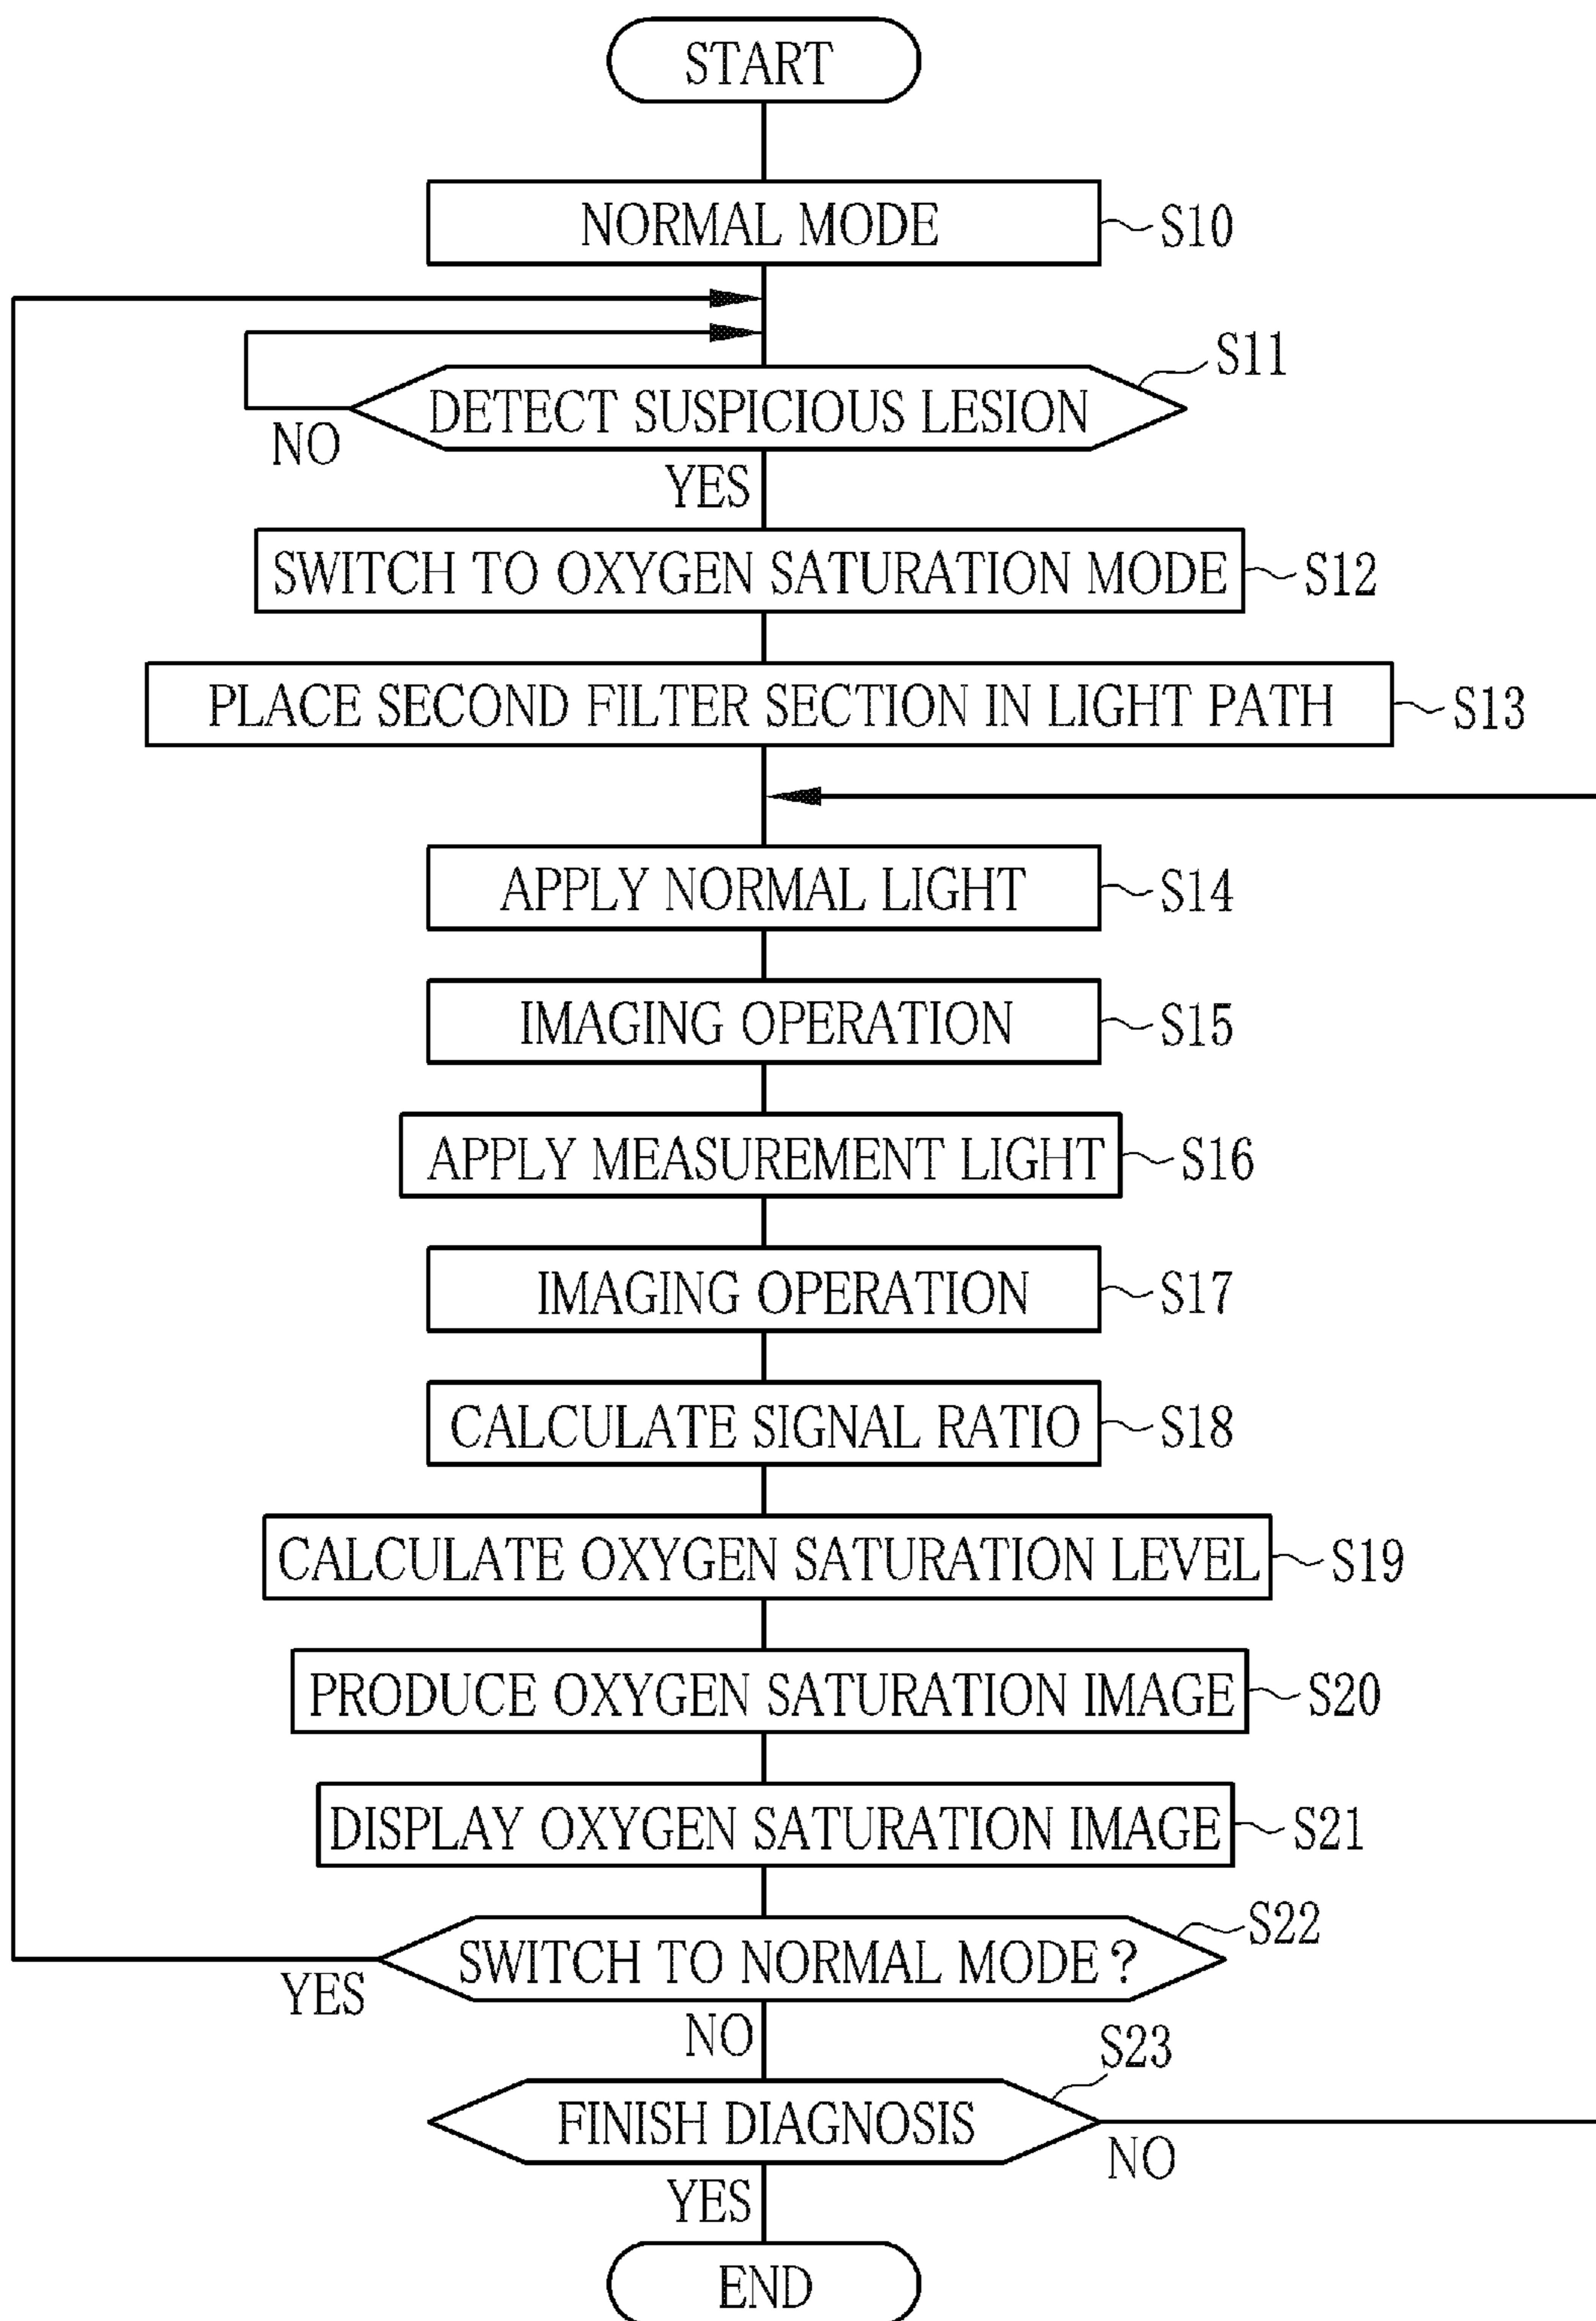 START
NORMAL MODE
S10
DETECT SUSPICIOUS LESION
S11
NO
YES
SWITCH TO OXYGEN SATURATION MODE
S12
PLACE SECOND FILTER SECTION IN LIGHT PATH
S13
APPLY NORMAL LIGHT
S14
IMAGING OPERATION
S15
APPLY MEASUREMENT LIGHT
S16
IMAGING OPERATION
S17
CALCULATE SIGNAL RATIO
S18
CALCULATE OXYGEN SATURATION LEVEL
S19
PRODUCE OXYGEN SATURATION IMAGE
S20
DISPLAY OXYGEN SATURATION IMAGE
S21
SWITCH TO NORMAL MODE?
S22
YES
NO
FINISH DIAGNOSIS
S23
NO
YES
END